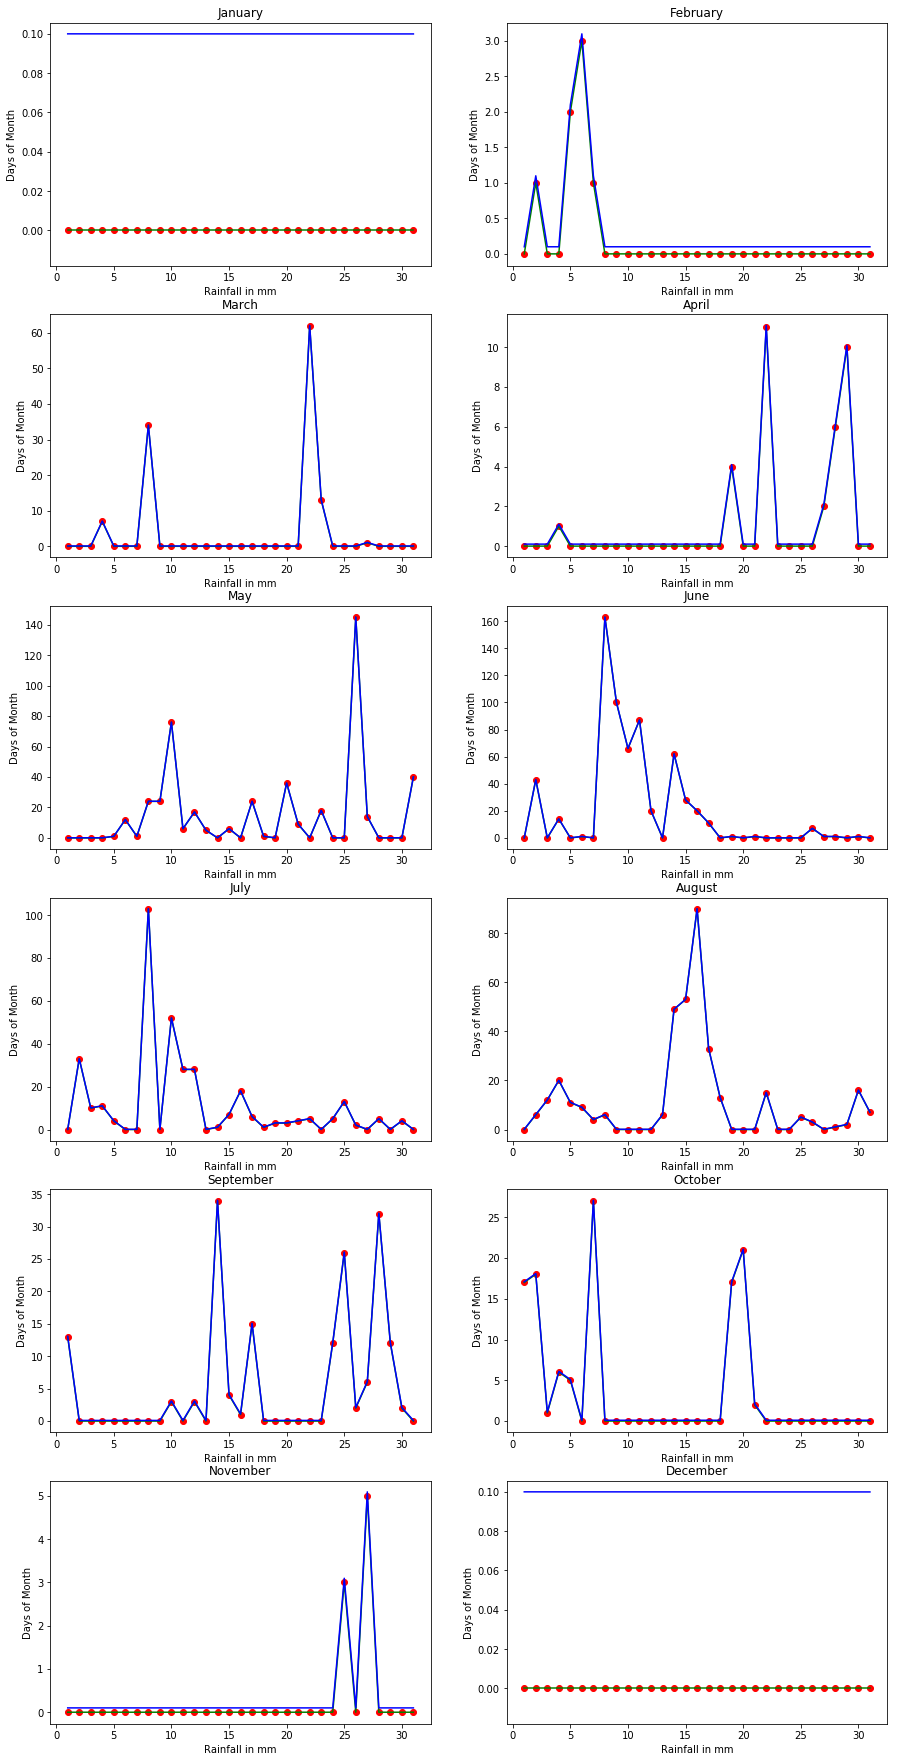 January
0.10
0.08
0.06
0.04
0.02
0.00
Days of Month
0 5 10 15 20 25 30
Rainfall in mm
February
3.0
2.5
2.0
1.5
1.0
0.5
0.0
Days of Month
0 5 10 15 20 25 30
Rainfall in mm
March
60
50
40
30
20
10
0
Days of Month
0 5 10 15 20 25 30
Rainfall in mm
April
10
8
6
4
2
0
Days of Month
0 5 10 15 20 25 30
Rainfall in mm
May
140
120
100
80
60
40
20
0
Days of Month
0 5 10 15 20 25 30
Rainfall in mm
June
160
140
120
100
80
60
40
20
0
Days of Month
0 5 10 15 20 25 30
Rainfall in mm
July
100
80
60
40
20
0
Days of Month
0 5 10 15 20 25 30
Rainfall in mm
August
80
60
40
20
0
Days of Month
0 5 10 15 20 25 30
Rainfall in mm
September
35
30
25
20
15
10
5
0
Days of Month
0 5 10 15 20 25 30
Rainfall in mm
October
25
20
15
10
5
0
Days of Month
0 5 10 15 20 25 30
Rainfall in mm
November
5
4
3
2
1
0
Days of Month
0 5 10 15 20 25 30
Rainfall in mm
December
0.10
0.08
0.06
0.04
0.02
0.00
Days of Month
0 5 10 15 20 25 30
Rainfall in mm